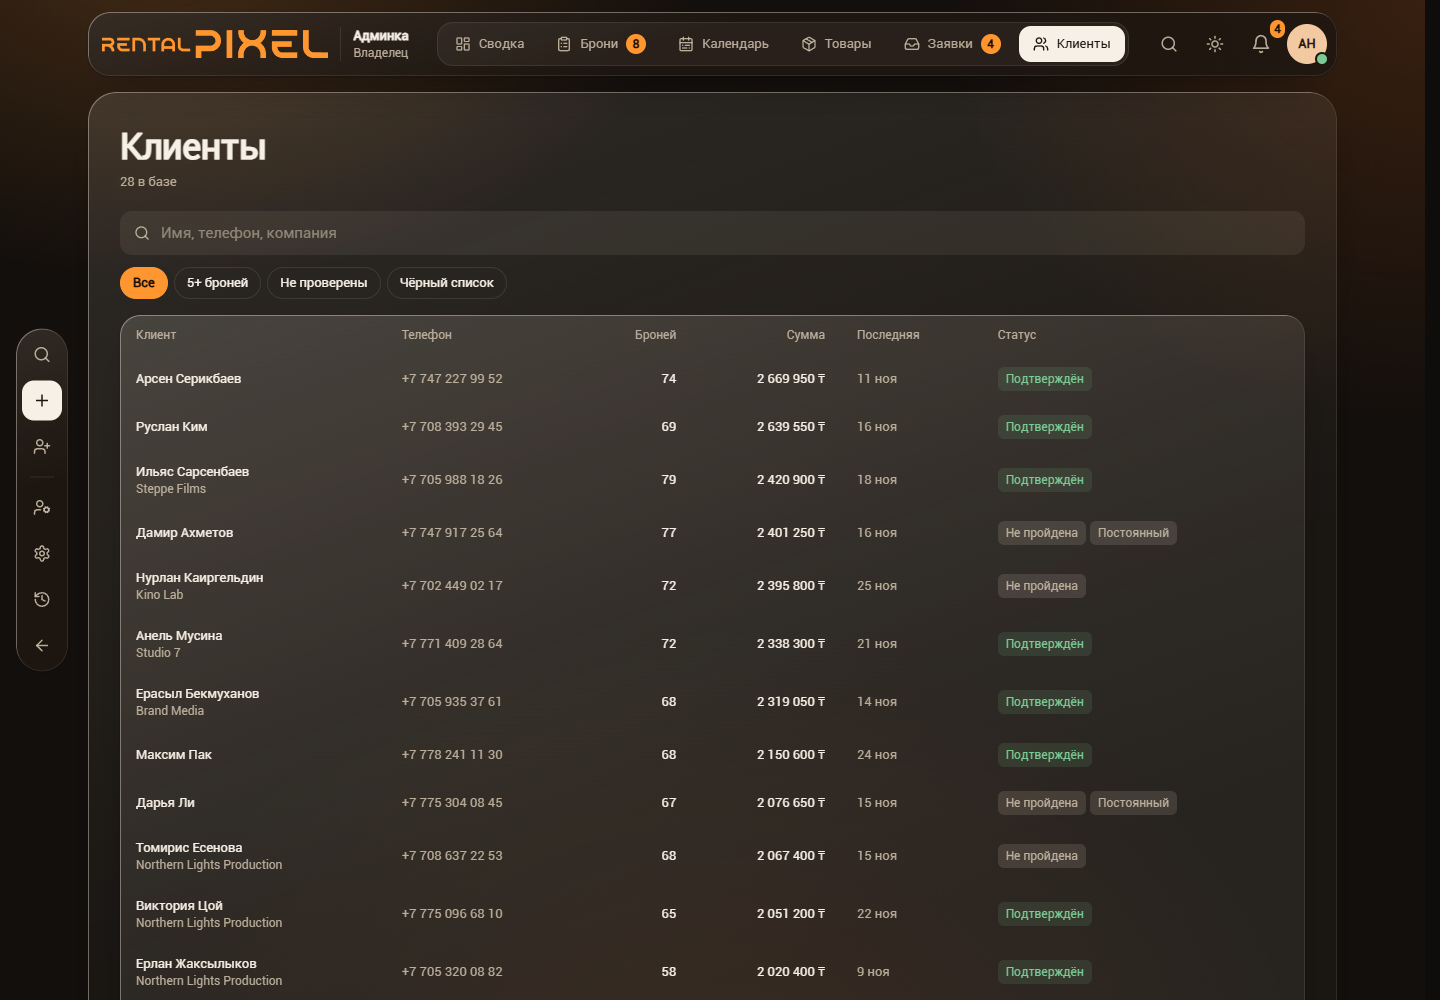 RENTAL PIXEL
Админка
Владелец
Сводка
Брони 8
Календарь
Товары
Заявки 4
Клиенты
4
АН
Клиенты
28 в базе
Имя, телефон, компания
Все
5+ броней
Не проверены
Чёрный список
Клиент Телефон Броней Сумма Последняя Статус
Арсен Серикбаев +7 747 227 99 52 74 2 669 950 ₸ 11 ноя Подтверждён
Руслан Ким +7 708 393 29 45 69 2 639 550 ₸ 16 ноя Подтверждён
Ильяс Сарсенбаев +7 705 988 18 26 79 2 420 900 ₸ 18 ноя Подтверждён
Steppe Films
Дамир Ахметов +7 747 917 25 64 77 2 401 250 ₸ 16 ноя Не пройдена Постоянный
Нурлан Каиргельдин +7 702 449 02 17 72 2 395 800 ₸ 25 ноя Не пройдена
Kino Lab
Анель Мусина +7 771 409 28 64 72 2 338 300 ₸ 21 ноя Подтверждён
Studio 7
Ерасыл Бекмуханов +7 705 935 37 61 68 2 319 050 ₸ 14 ноя Подтверждён
Brand Media
Максим Пак +7 778 241 11 30 68 2 150 600 ₸ 24 ноя Подтверждён
Дарья Ли +7 775 304 08 45 67 2 076 650 ₸ 15 ноя Не пройдена Постоянный
Томирис Есенова +7 708 637 22 53 68 2 067 400 ₸ 15 ноя Не пройдена
Northern Lights Production
Виктория Цой +7 775 096 68 10 65 2 051 200 ₸ 22 ноя Подтверждён
Northern Lights Production
Ерлан Жаксылыков +7 705 320 08 82 58 2 020 400 ₸ 9 ноя Подтверждён
Northern Lights Production